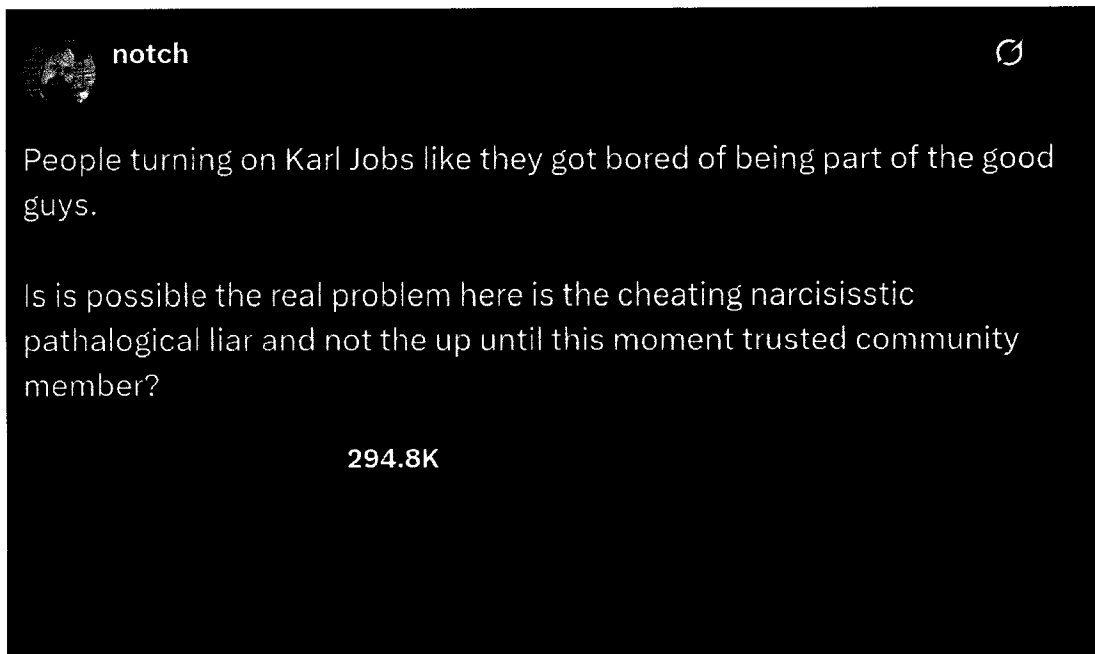 notch
People turning on Karl Jobs like they got bored of being part of the good
guys.
Is is possible the real problem here is the cheating narcisisstic
pathalogical liar and not the up until this moment trusted community
member?
294.8K